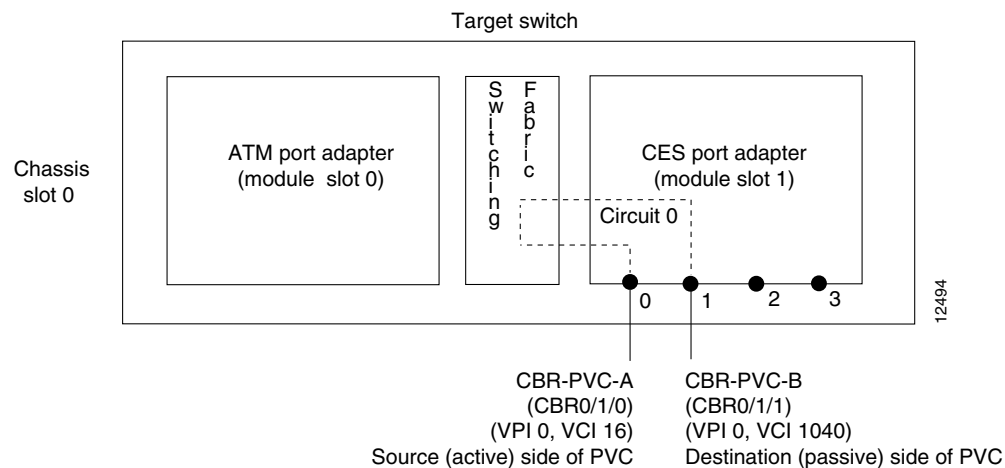 Target switch
Chassis
slot 0
ATM port adapter
(module slot 0)
Switching
Fabric
CES port adapter
(module slot 1)
Circuit 0
0
1
2
3
12494
CBR-PVC-A
(CBR0/1/0)
(VPI 0, VCI 16)
Source (active) side of PVC
CBR-PVC-B
(CBR0/1/1)
(VPI 0, VCI 1040)
Destination (passive) side of PVC